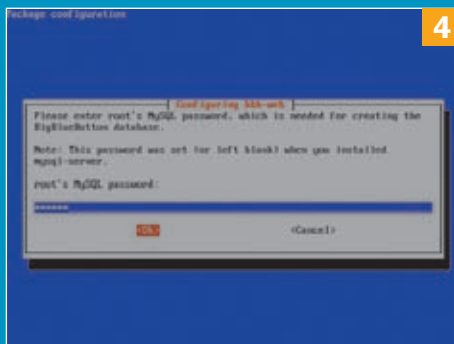 Package configuration
4
Configuring bbb-web
Please enter root's MySQL password, which is needed for creating the
BigBlueButton database.
Note: This password was set (or left blank) when you installed
mysql-server.
root's MySQL password:
******
<Ok>
<Cancel>